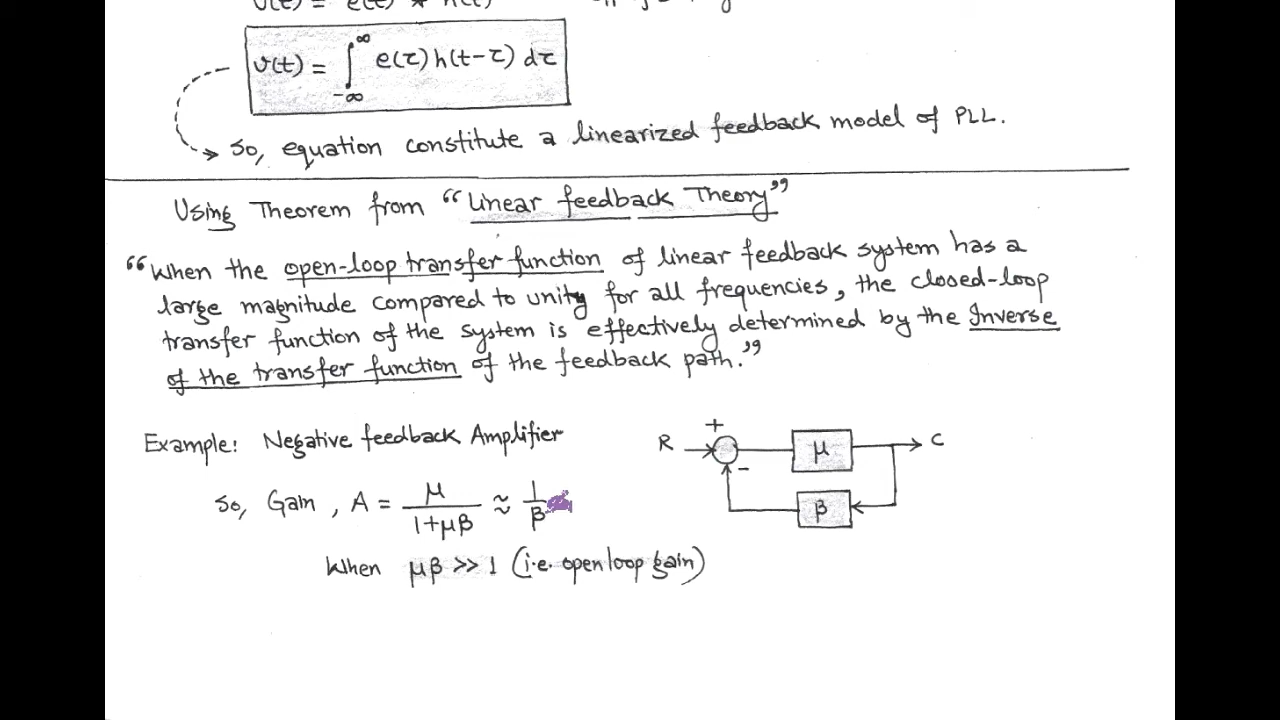 v(t) = ∫_{-∞}^{∞} e(τ) h(t-τ) dτ
So, equation constitute a linearized feedback model of PLL.
Using Theorem from "Linear feedback Theory"
"When the open-loop transfer function of linear feedback system has a
large magnitude compared to unity for all frequencies, the closed-loop
transfer function of the system is effectively determined by the Inverse
of the transfer function of the feedback path."
Example: Negative feedback Amplifier
R + - μ C
β
So, Gain, A = μ / (1+μβ) ≈ 1/β
When μβ >> 1 (i.e. open loop gain)